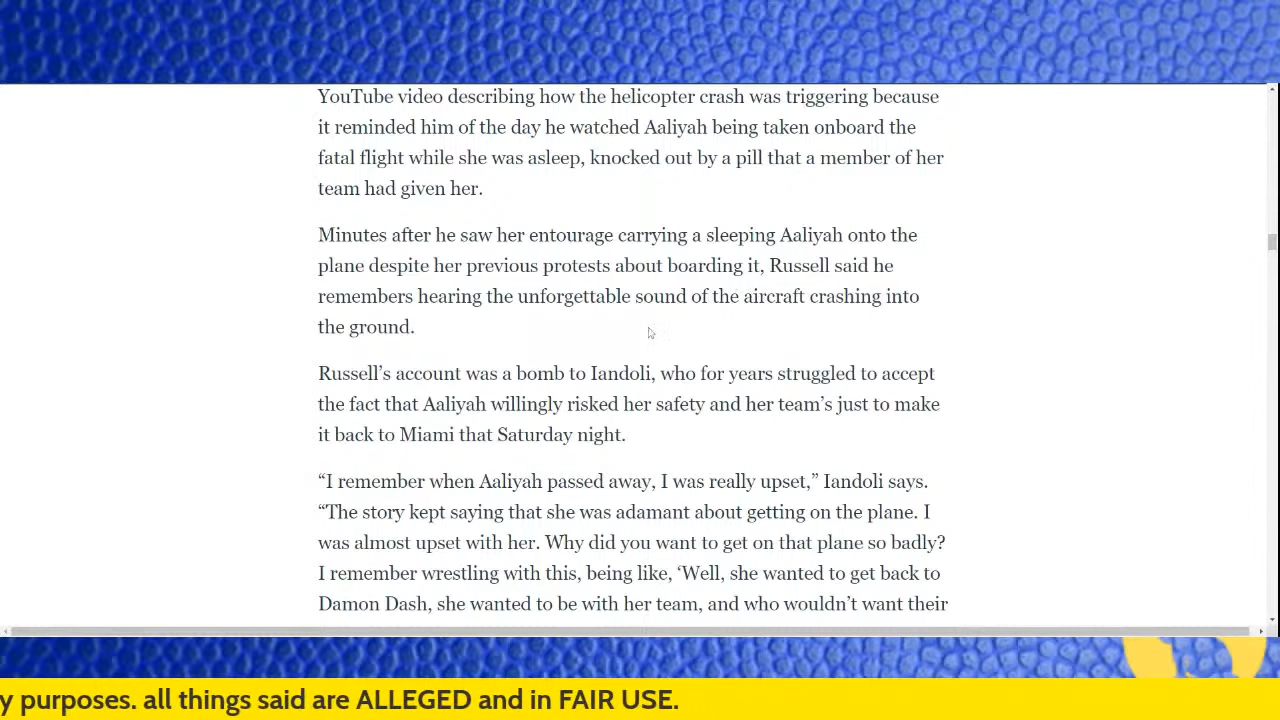 YouTube video describing how the helicopter crash was triggering because
it reminded him of the day he watched Aaliyah being taken onboard the
fatal flight while she was asleep, knocked out by a pill that a member of her
team had given her.
Minutes after he saw her entourage carrying a sleeping Aaliyah onto the
plane despite her previous protests about boarding it, Russell said he
remembers hearing the unforgettable sound of the aircraft crashing into
the ground.
Russell’s account was a bomb to Iandoli, who for years struggled to accept
the fact that Aaliyah willingly risked her safety and her team’s just to make
it back to Miami that Saturday night.
“I remember when Aaliyah passed away, I was really upset,” Iandoli says.
“The story kept saying that she was adamant about getting on the plane. I
was almost upset with her. Why did you want to get on that plane so badly?
I remember wrestling with this, being like, ‘Well, she wanted to get back to
Damon Dash, she wanted to be with her team, and who wouldn’t want their
y purposes. all things said are ALLEGED and in FAIR USE.